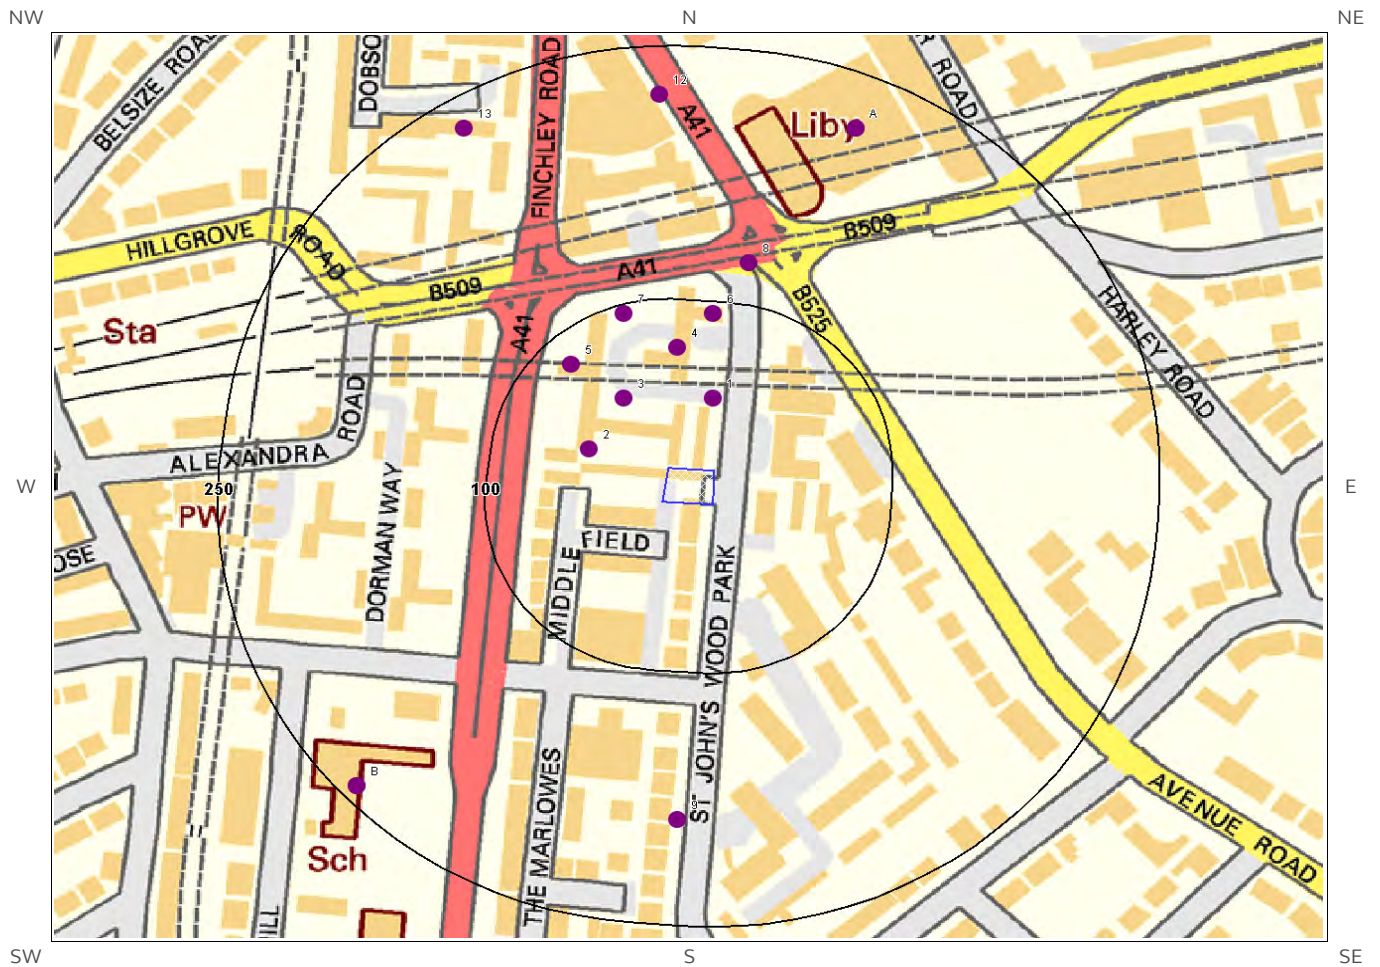 NW
N
NE
BELSIZE ROA
DOBSO
FINCHLEY ROAD
12
A41
R ROAD
13
Liby
A
HILLGROVE
ROAD
B509
8
A41
B509
B525
HARLEY ROAD
Sta
A41
7
6
4
5
3
1
ROAD
2
ALEXANDRA
W
250
100
E
PW
DORMAN WAY
FIELD
MIDDLE
OSE
ST JOHN'S WOOD PARK
B
9
THE MARLOWES
AVENUE ROAD
Sch
ILL
SW
S
SE